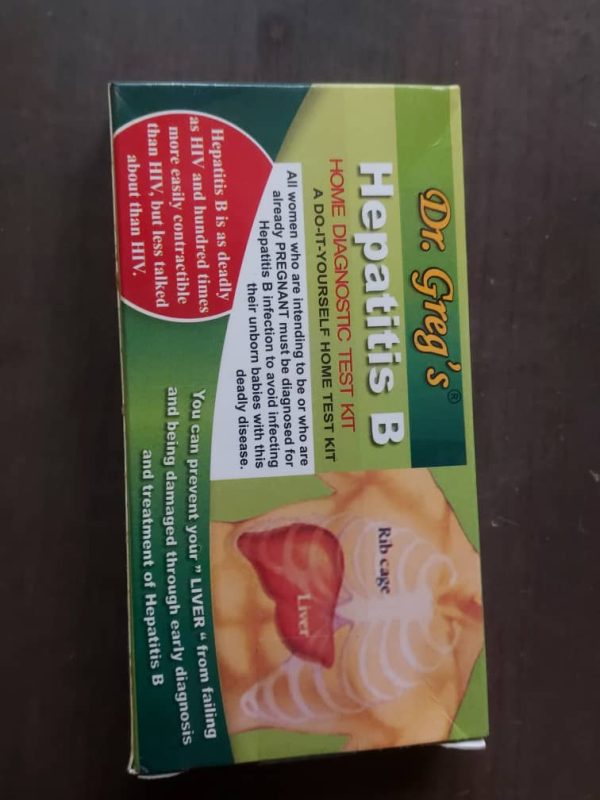 Dr. Greg's®
Hepatitis B
HOME DIAGNOSTIC TEST KIT
A DO-IT-YOURSELF HOME TEST KIT
All women who are intending to be or who are
already PREGNANT must be diagnosed for
Hepatitis B infection to avoid infecting
their unborn babies with this
deadly disease.
Hepatitis B is as deadly
as HIV and hundred times
more easily contractible
than HIV, but less talked
about than HIV.
Rib cage
Liver
You can prevent your " LIVER " from failing
and being damaged through early diagnosis
and treatment of Hepatitis B